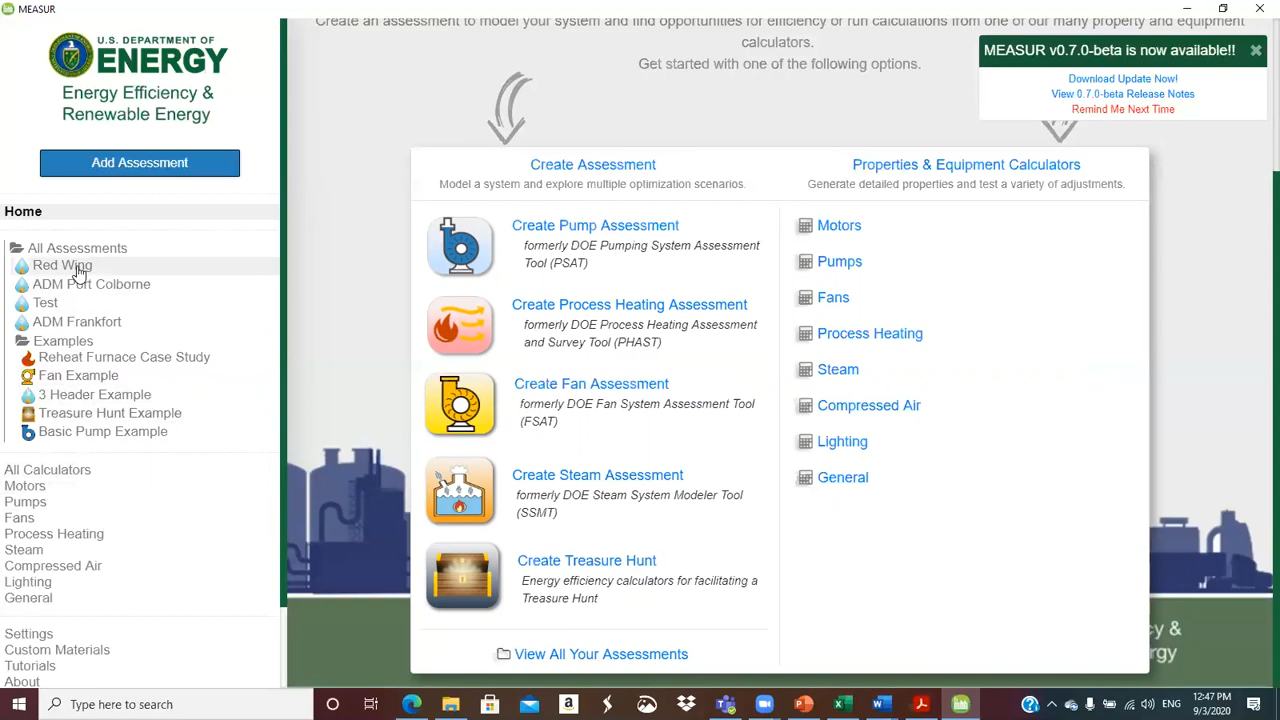 MEASUR
U.S. DEPARTMENT OF
ENERGY
Energy Efficiency &
Renewable Energy
Add Assessment
Home
All Assessments
Red Wing
ADM Port Colborne
Test
ADM Frankfort
Examples
Reheat Furnace Case Study
Fan Example
3 Header Example
Treasure Hunt Example
Basic Pump Example
All Calculators
Motors
Pumps
Fans
Process Heating
Steam
Compressed Air
Lighting
General
Settings
Custom Materials
Tutorials
About
Create an assessment to model your system and find opportunities for efficiency or run calculations from one of our many property and equipment
calculators.
Get started with one of the following options.
MEASUR v0.7.0-beta is now available!!
Download Update Now!
View 0.7.0-beta Release Notes
Remind Me Next Time
Create Assessment
Model a system and explore multiple optimization scenarios.
Create Pump Assessment
formerly DOE Pumping System Assessment
Tool (PSAT)
Create Process Heating Assessment
formerly DOE Process Heating Assessment
and Survey Tool (PHAST)
Create Fan Assessment
formerly DOE Fan System Assessment Tool
(FSAT)
Create Steam Assessment
formerly DOE Steam System Modeler Tool
(SSMT)
Create Treasure Hunt
Energy efficiency calculators for facilitating a
Treasure Hunt
View All Your Assessments
Properties & Equipment Calculators
Generate detailed properties and test a variety of adjustments.
Motors
Pumps
Fans
Process Heating
Steam
Compressed Air
Lighting
General
Type here to search
12:47 PM
9/3/2020